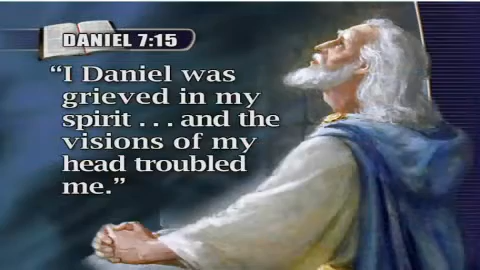 DANIEL 7:15
“I Daniel was
grieved in my
spirit . . . and the
visions of my
head troubled
me.”